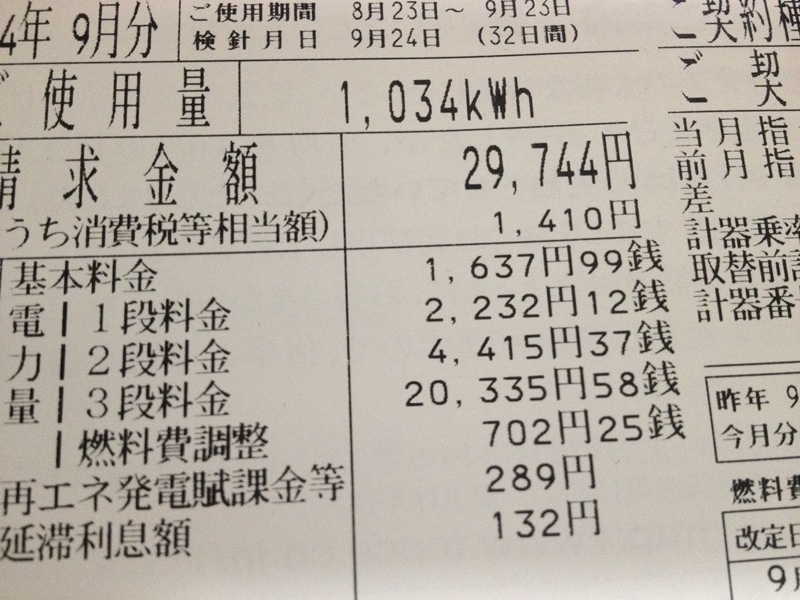 4年 9月分
ご使用期間 8月23日～ 9月23日
検針月日 9月24日 (32日間)
ご使用量 1,034kWh
請求金額 29,744円
(うち消費税等相当額) 1,410円
基本料金 1,637円99銭
電 1段料金 2,232円12銭
力 2段料金 4,415円37銭
量 3段料金 20,335円58銭
燃料費調整 702円25銭
再エネ発電賦課金等 289円
延滞利息額 132円
ご契約種
ご契
当月指
前月指
差
計器乗率
取替前計
計器番
昨年 9
今月分
燃料費
改定日
9月